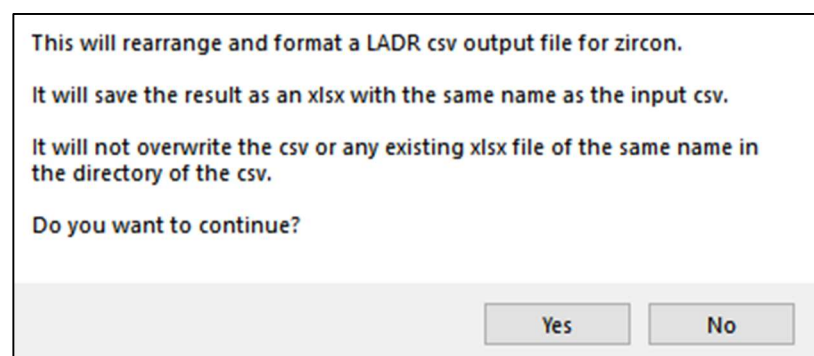 This will rearrange and format a LADR csv output file for zircon.
It will save the result as an xlsx with the same name as the input csv.
It will not overwrite the csv or any existing xlsx file of the same name in
the directory of the csv.
Do you want to continue?
Yes
No